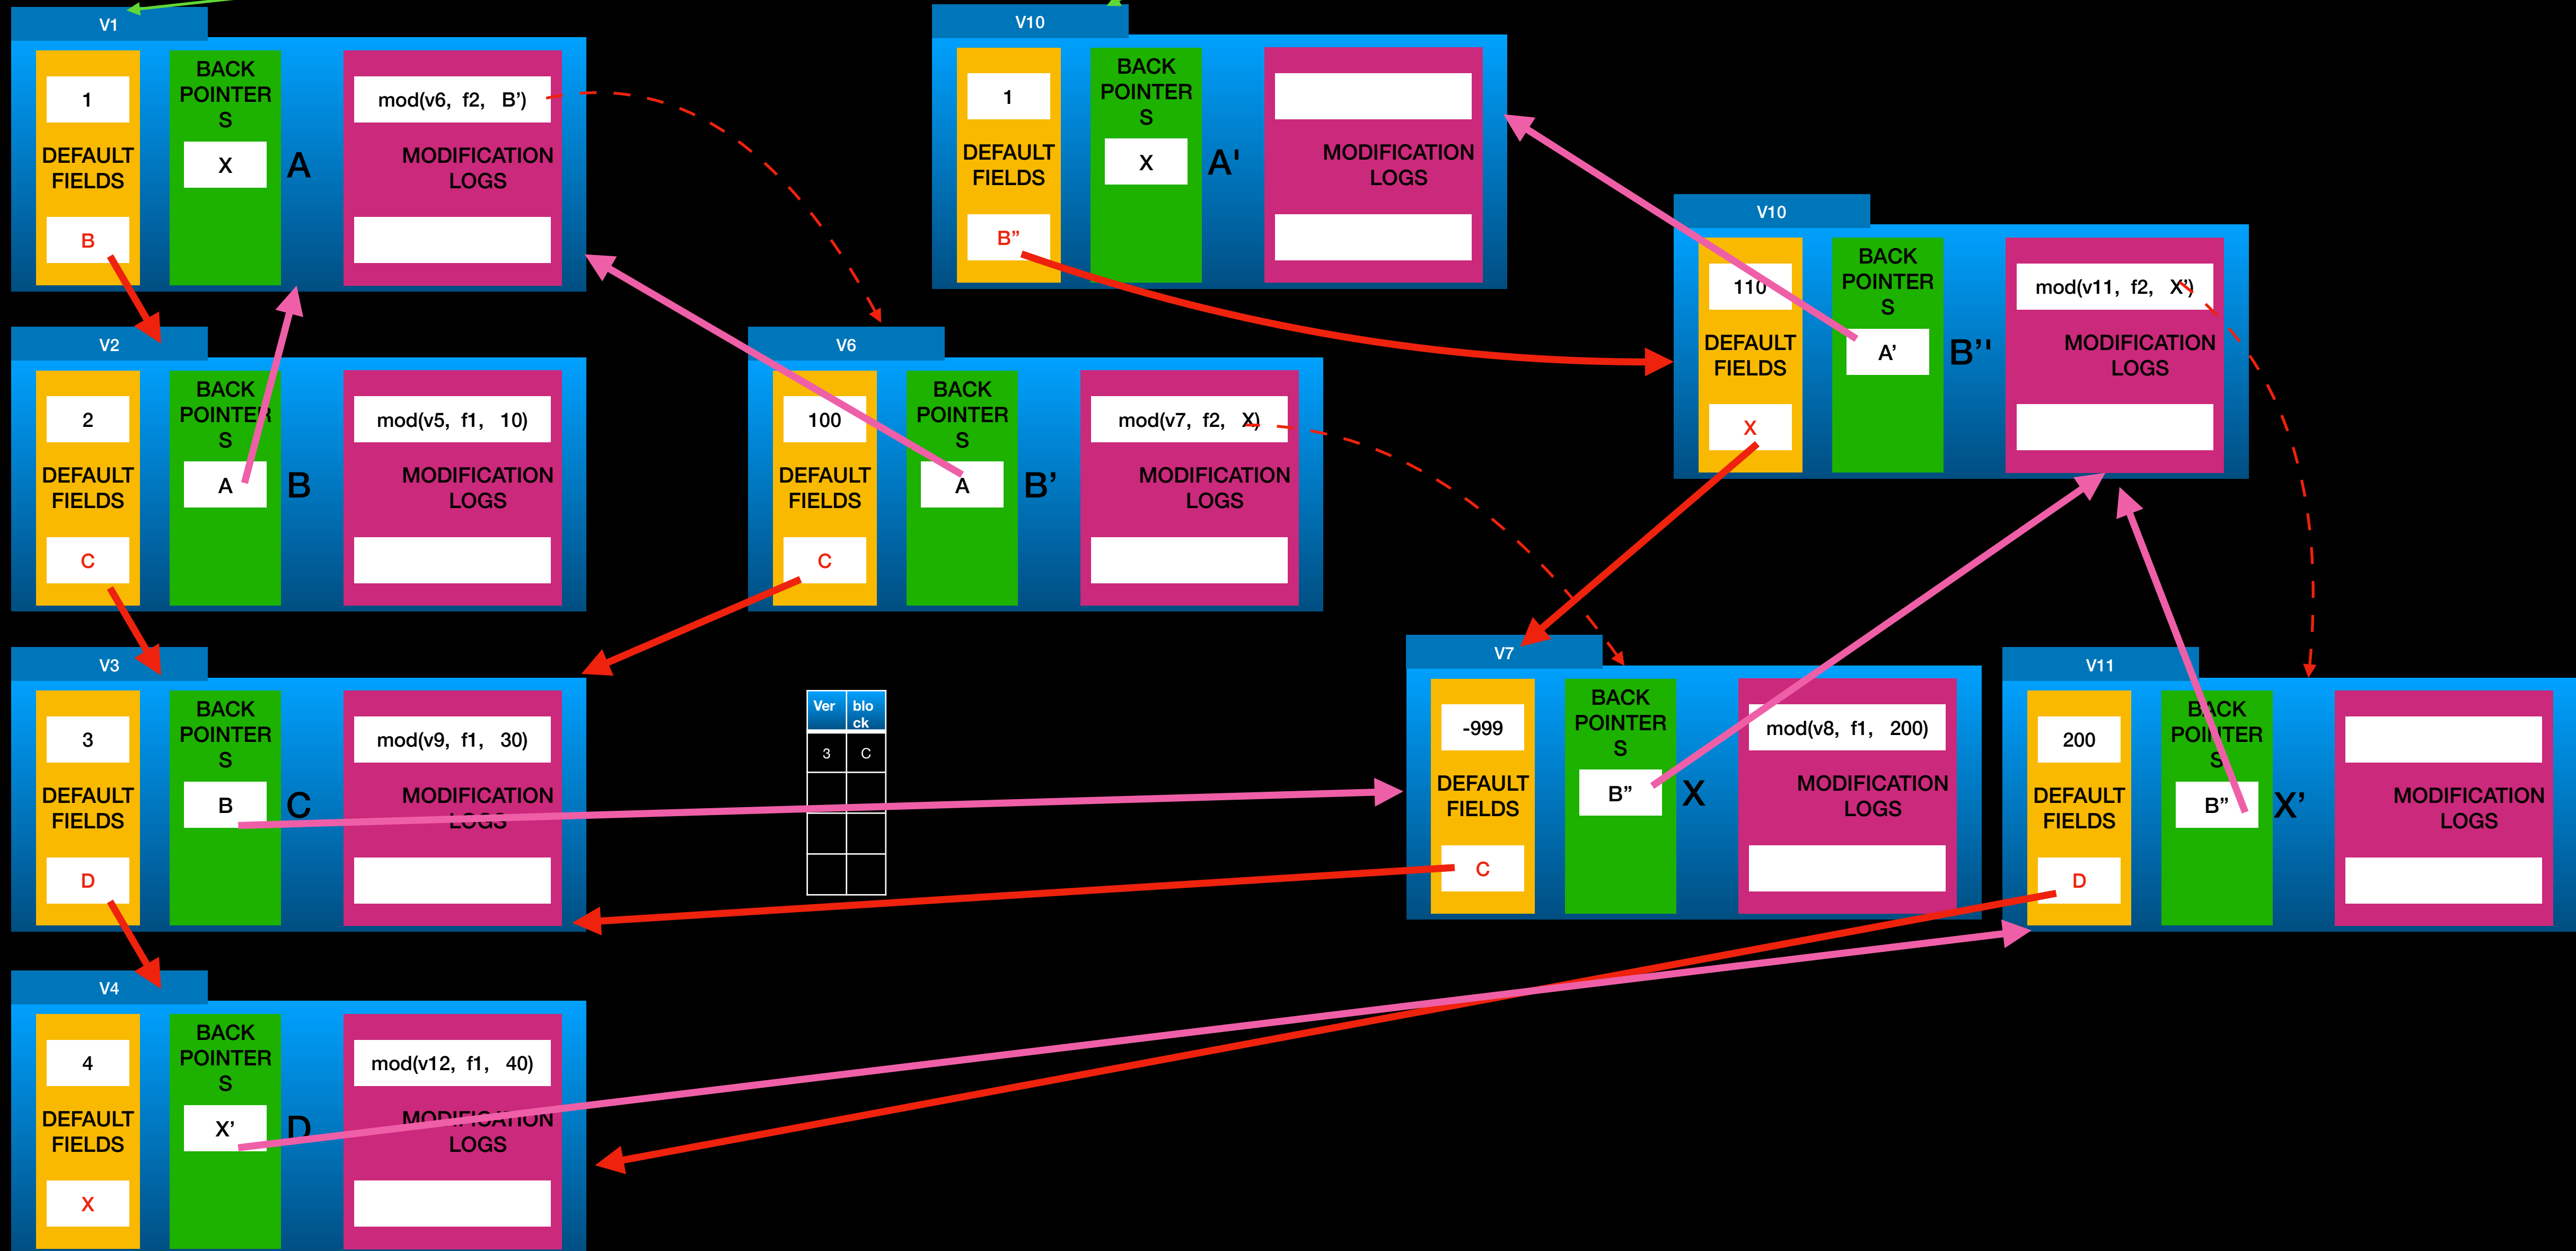 V1
1
DEFAULT
FIELDS
B
BACK
POINTER
S
X
A
mod(v6, f2, B’)
MODIFICATION
LOGS
V10
1
DEFAULT
FIELDS
B”
BACK
POINTER
S
X
A'
MODIFICATION
LOGS
V10
110
DEFAULT
FIELDS
X
BACK
POINTER
S
A’
B''
mod(v11, f2, X’)
MODIFICATION
LOGS
V2
2
DEFAULT
FIELDS
C
BACK
POINTER
S
A
B
mod(v5, f1, 10)
MODIFICATION
LOGS
V6
100
DEFAULT
FIELDS
C
BACK
POINTER
S
A
B’
mod(v7, f2, X)
MODIFICATION
LOGS
V3
3
DEFAULT
FIELDS
D
BACK
POINTER
S
B
C
mod(v9, f1, 30)
MODIFICATION
LOGS
Ver blo
ck
3 C
V7
-999
DEFAULT
FIELDS
C
BACK
POINTER
S
B”
X
mod(v8, f1, 200)
MODIFICATION
LOGS
V11
200
DEFAULT
FIELDS
D
BACK
POINTER
S
B”
X’
MODIFICATION
LOGS
V4
4
DEFAULT
FIELDS
X
BACK
POINTER
S
X’
D
mod(v12, f1, 40)
MODIFICATION
LOGS